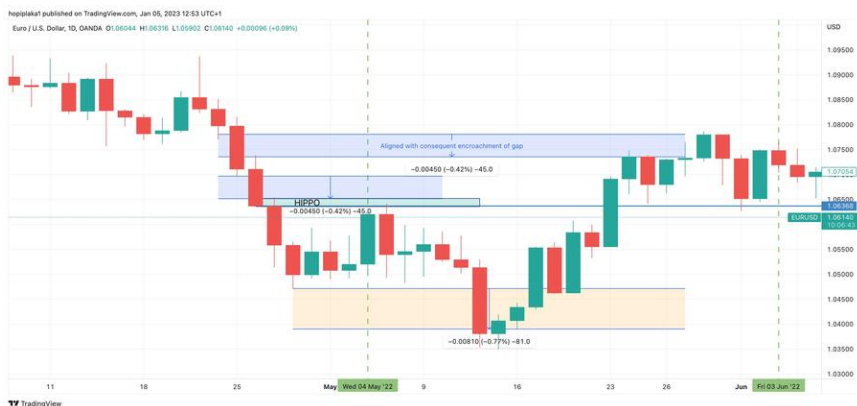 hopiplaka1 published on TradingView.com, Jan 05, 2023 12:53 UTC+1
Euro / U.S. Dollar, 1D, OANDA O1.06044 H1.06316 L1.05902 C1.06140 +0.00096 (+0.09%)
USD
1.09500
1.09000
1.08500
1.08000
Aligned with consequent encroachment of gap
1.07500
−0.00450 (−0.42%) −45.0
1.07054
HIPPO
1.06368
−0.00450 (−0.42%) −45.0
EURUSD 1.06140
10:06:43
1.05500
1.05000
1.04500
1.04000
−0.00810 (−0.77%) −81.0
1.03500
1.03000
11 18 25 May Wed 04 May '22 9 16 23 26 Jun Fri 03 Jun '22
TradingView